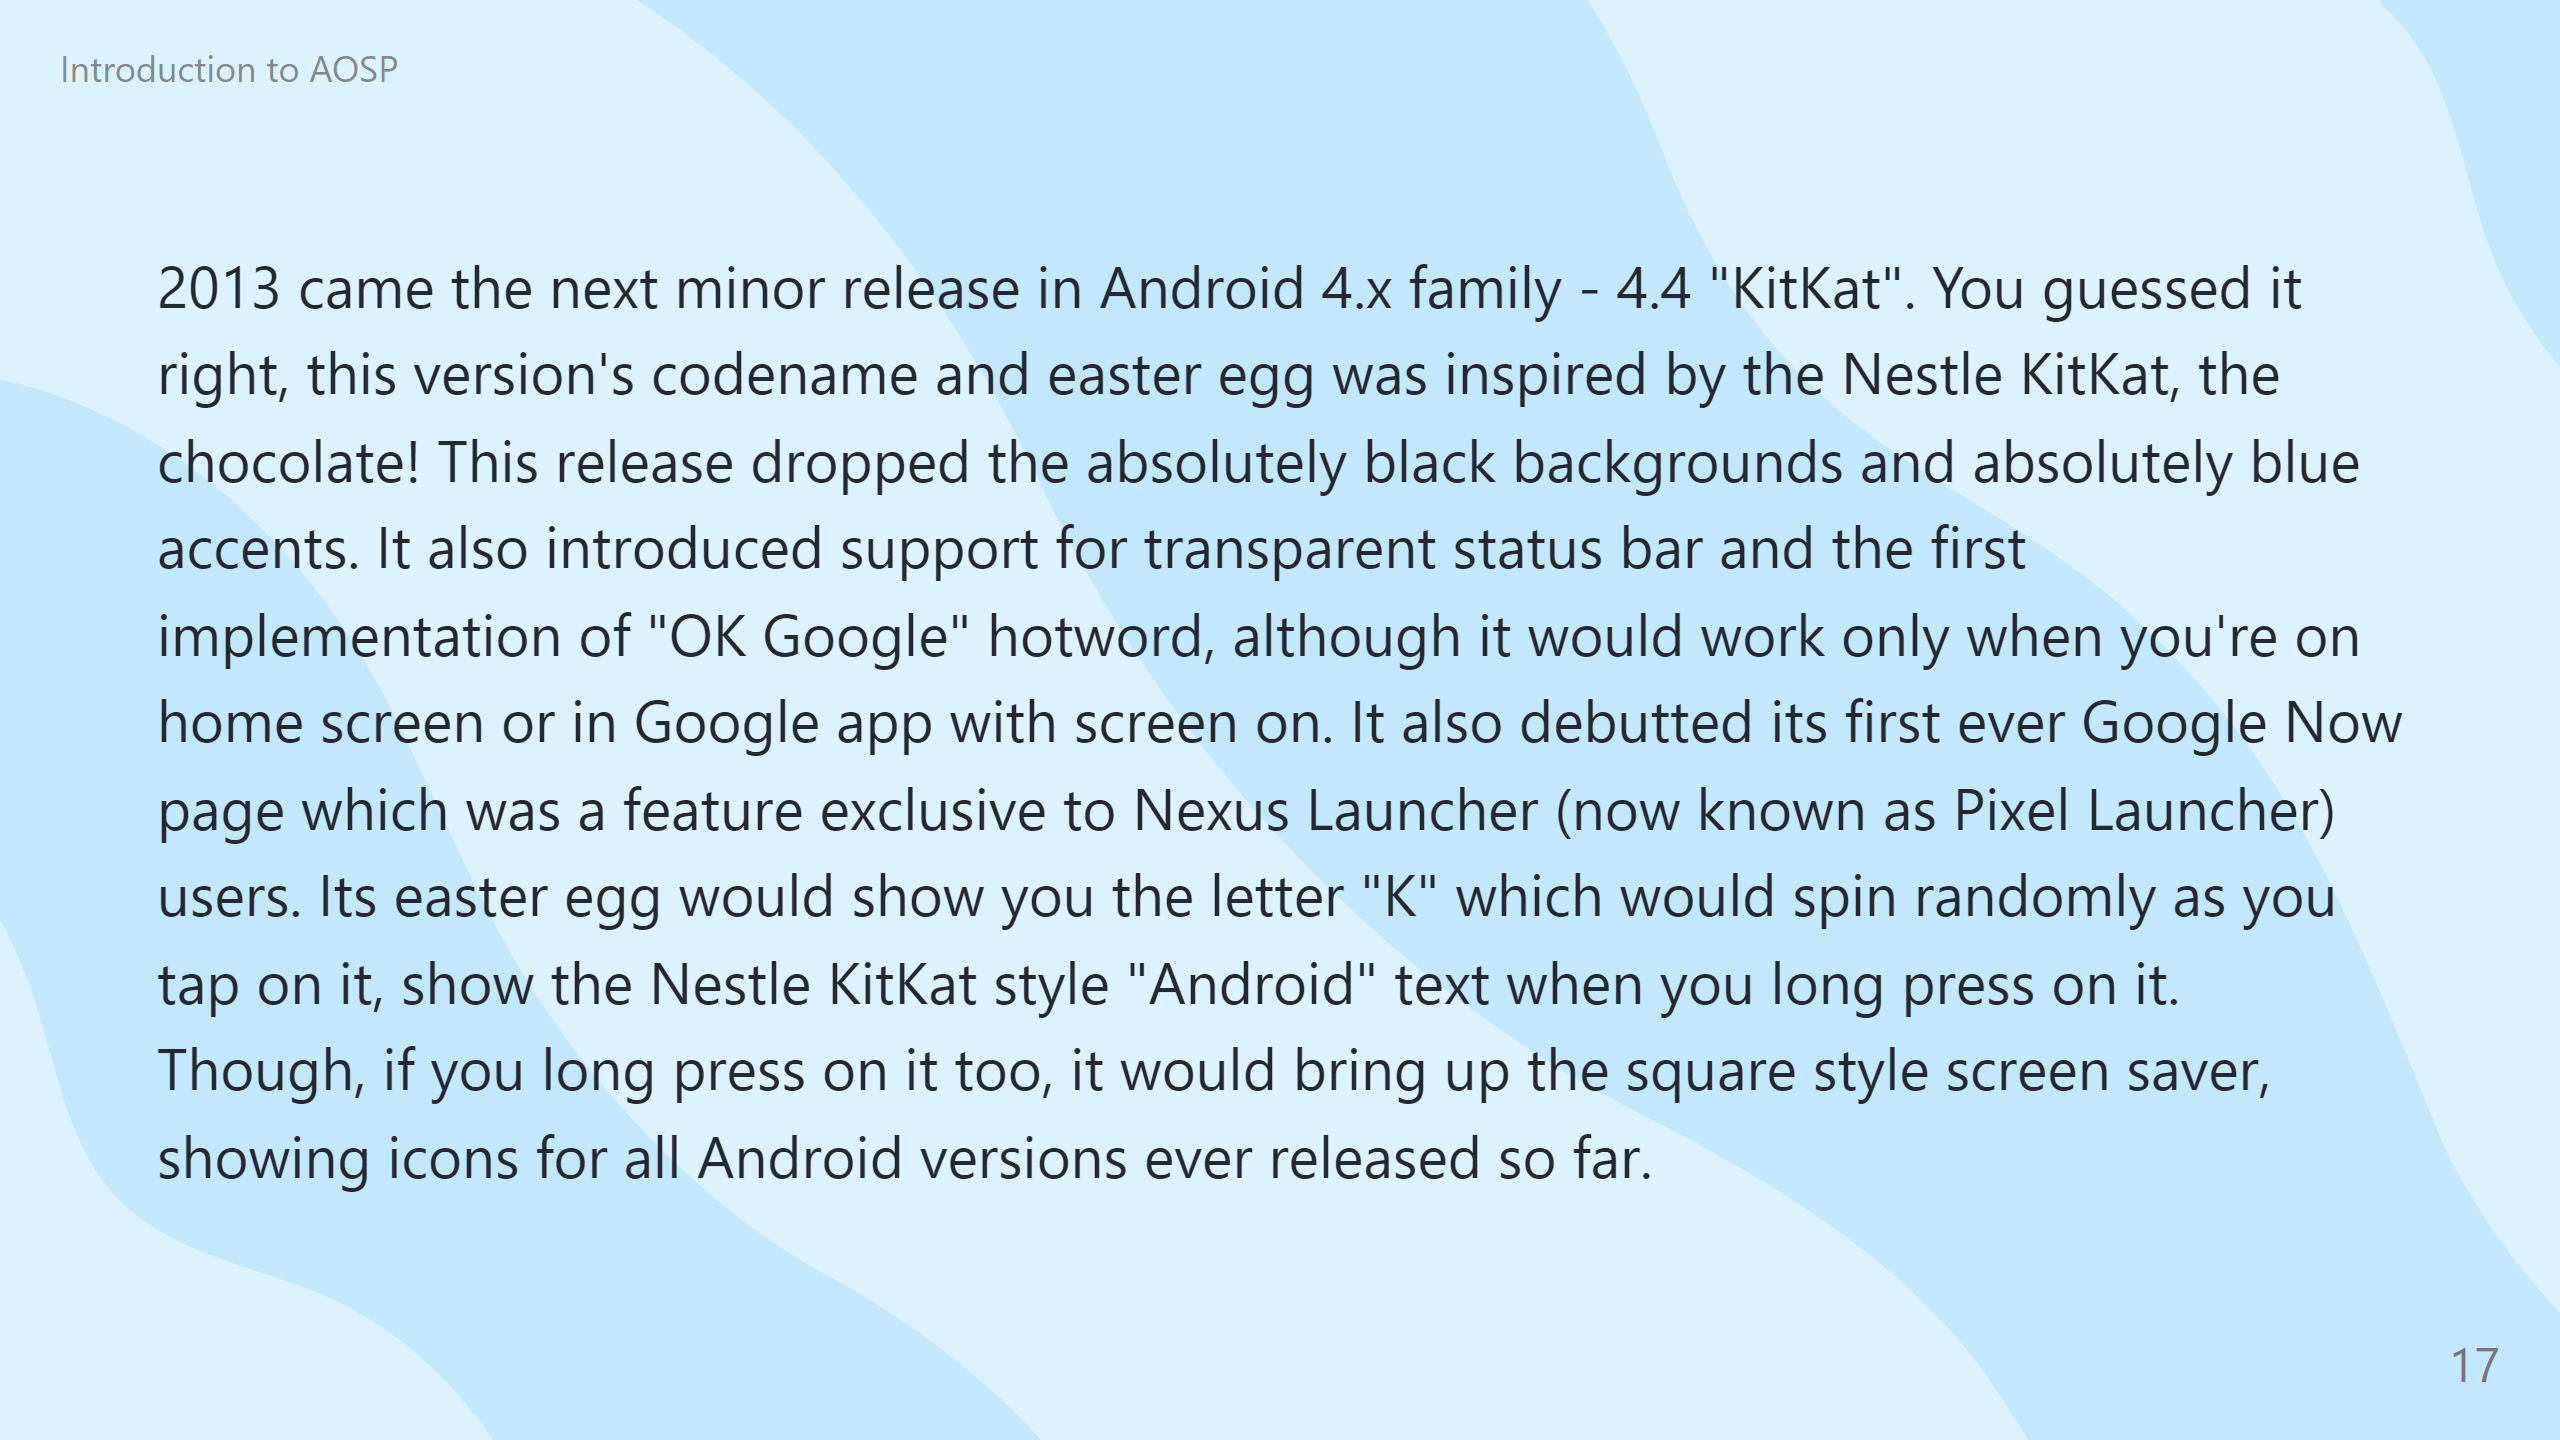 Introduction to AOSP
2013 came the next minor release in Android 4.x family - 4.4 "KitKat". You guessed it
right, this version's codename and easter egg was inspired by the Nestle KitKat, the
chocolate! This release dropped the absolutely black backgrounds and absolutely blue
accents. It also introduced support for transparent status bar and the first
implementation of "OK Google" hotword, although it would work only when you're on
home screen or in Google app with screen on. It also debutted its first ever Google Now
page which was a feature exclusive to Nexus Launcher (now known as Pixel Launcher)
users. Its easter egg would show you the letter "K" which would spin randomly as you
tap on it, show the Nestle KitKat style "Android" text when you long press on it.
Though, if you long press on it too, it would bring up the square style screen saver,
showing icons for all Android versions ever released so far.
17